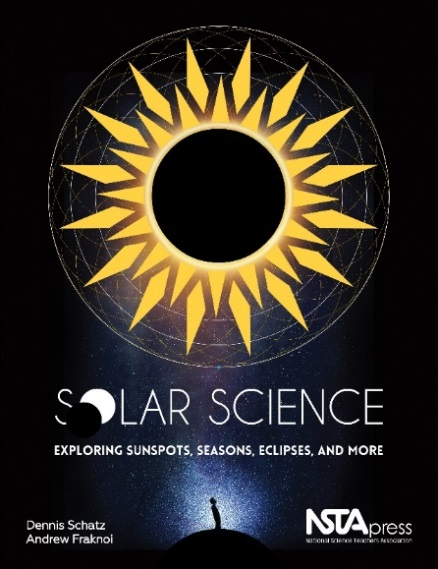 SOLAR SCIENCE
EXPLORING SUNSPOTS, SEASONS, ECLIPSES, AND MORE
Dennis Schatz
Andrew Fraknoi
NSTApress
National Science Teachers Association